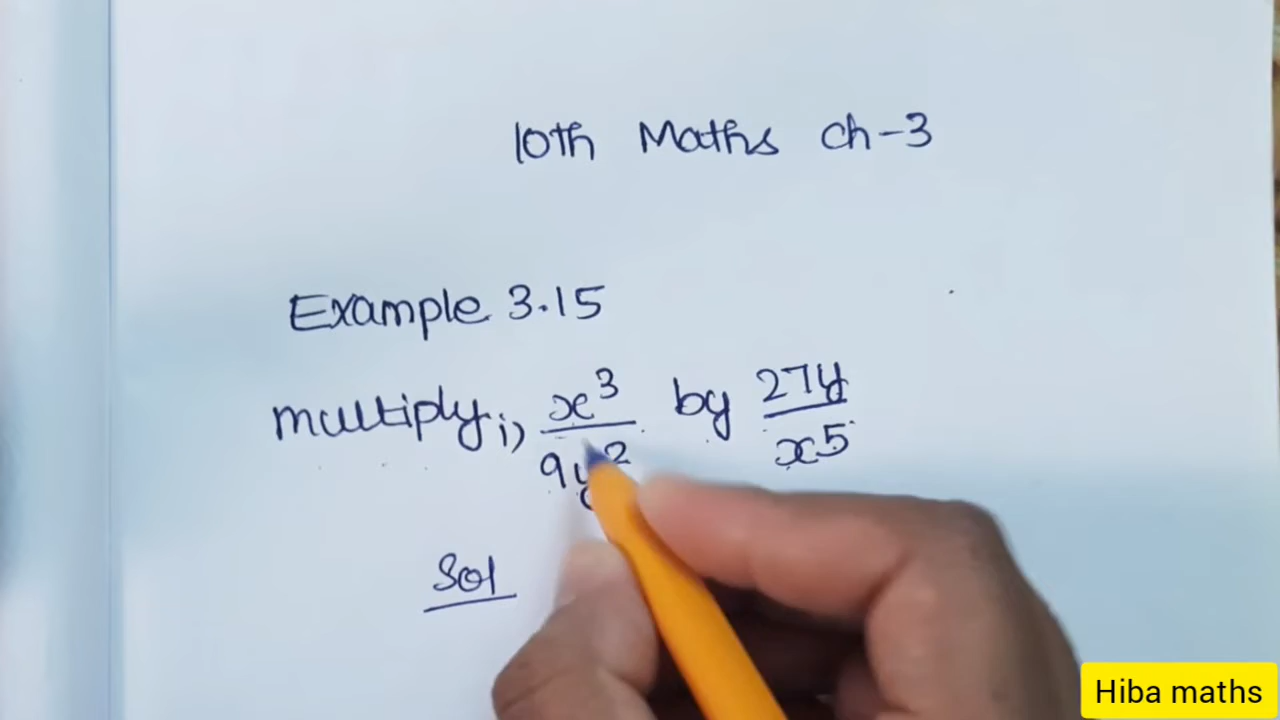 10th Maths Ch-3
Example 3.15
multiply i) x³/9y² by 27y/x5
Sol
Hiba maths